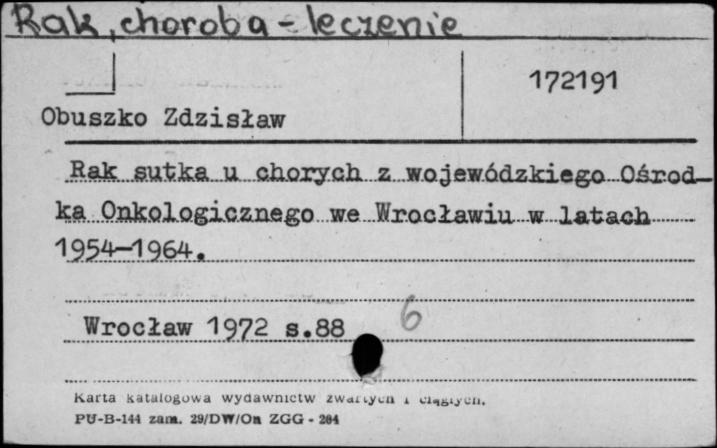 Rak, choroba - leczenie
172191
Obuszko Zdzisław
Rak sutka u chorych z wojewódzkiego Ośrod-
ka Onkologicznego we Wrocławiu w latach
1954-1964.
Wrocław 1972 s.88
6
Karta katalogowa wydawnictw zwartych i ciągłych.
PU-B-144 zam. 29/DW/On ZGG - 284